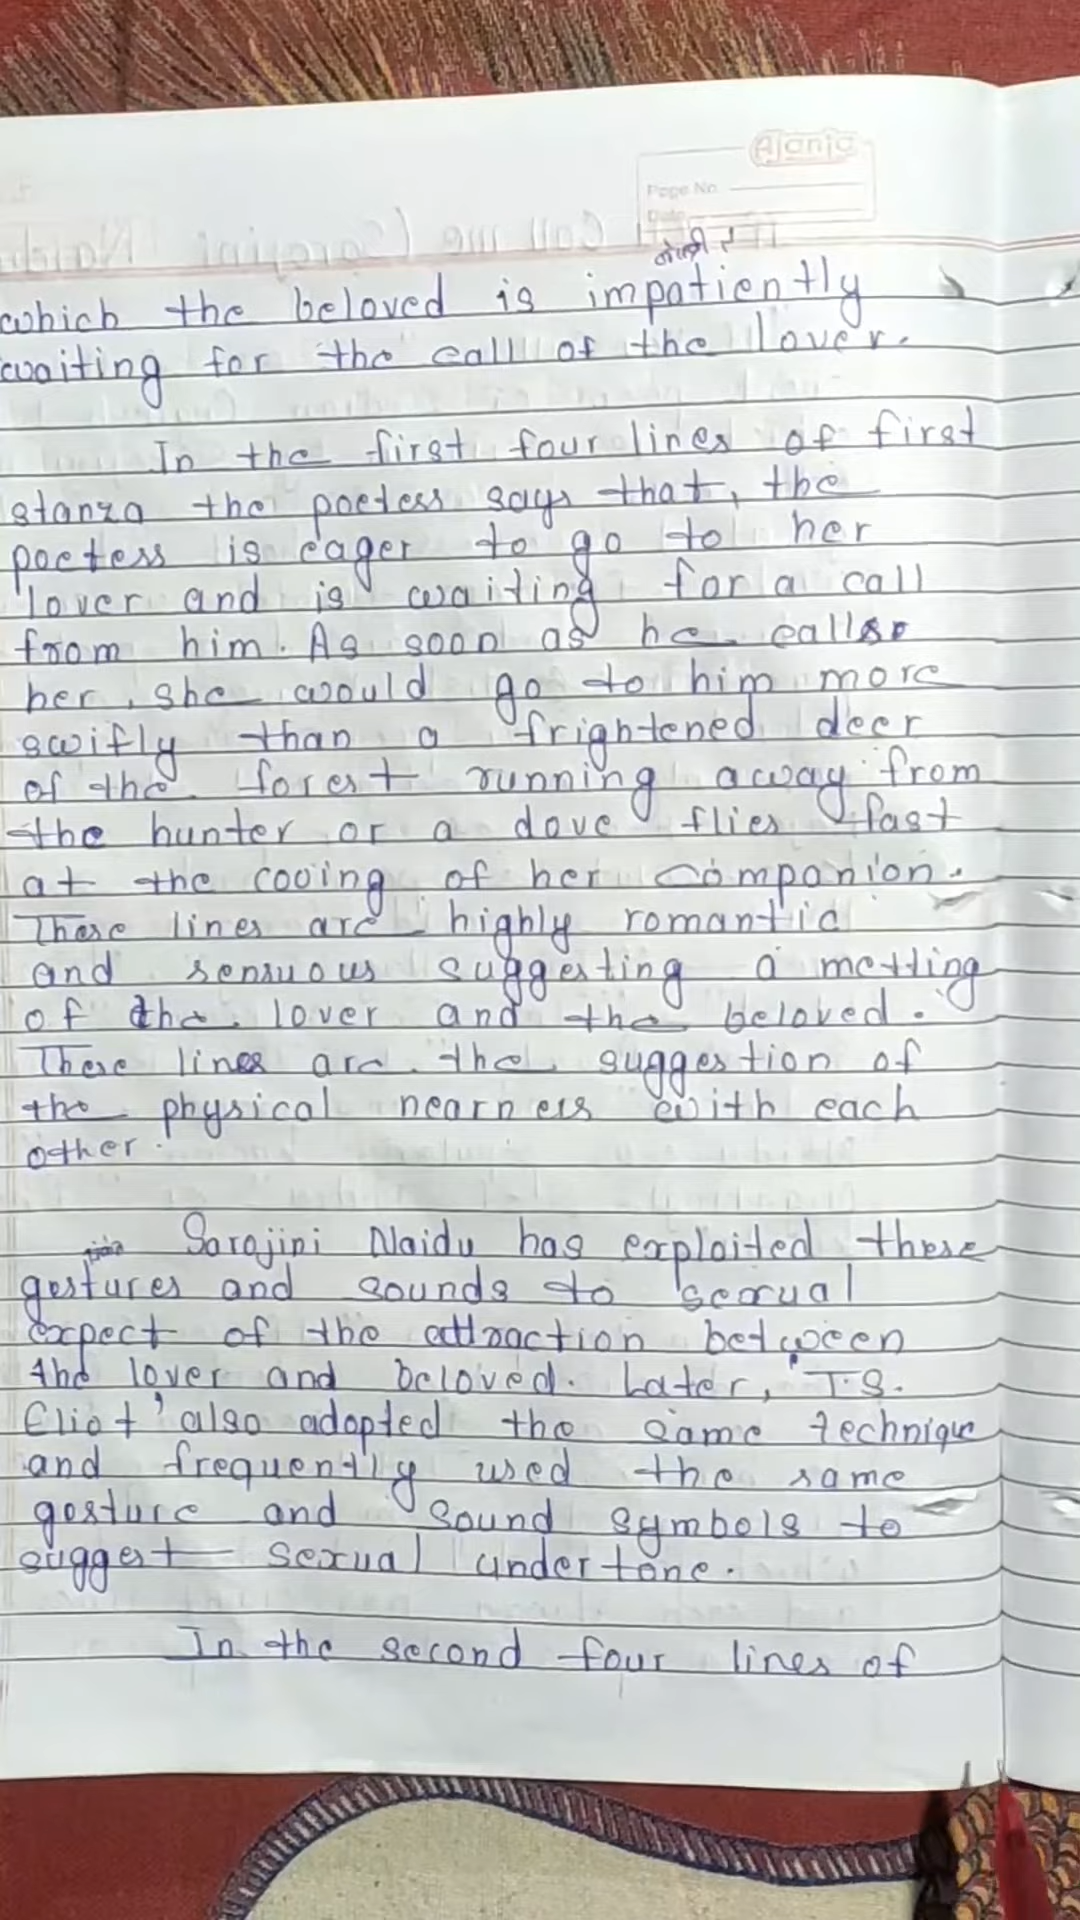 Ajanta
Page No.
Date
which the beloved is impatiently
waiting for the call of the lover.
In the first four lines of first
stanza the poetess says that, the
poetess is eager to go to her
lover and is waiting for a call
from him. As soon as he calls
her, she would go to him more
swifly than a frightened deer
of the forest running away from
the hunter or a dove flies fast
at the cooing of her companion.
These lines are highly romantic
and sensuous suggesting a metting
of the lover and the beloved.
These lines are the suggestion of
the physical nearness with each
other.
Sarojini Naidu has exploited these
gestures and sounds to sexual
expect of the attraction between
the lover and beloved. Later, 'T.S.
Eliot' also adopted the same technique
and frequently used the same
gesture and sound symbols to
suggest sexual undertone.
In the second four lines of